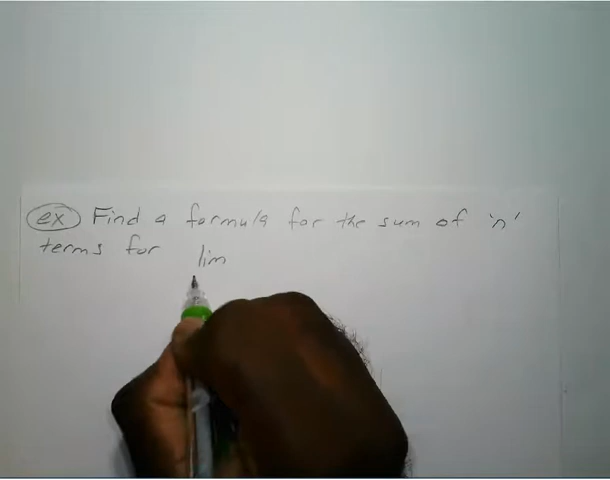 ex Find a formula for the sum of 'n'
terms for lim